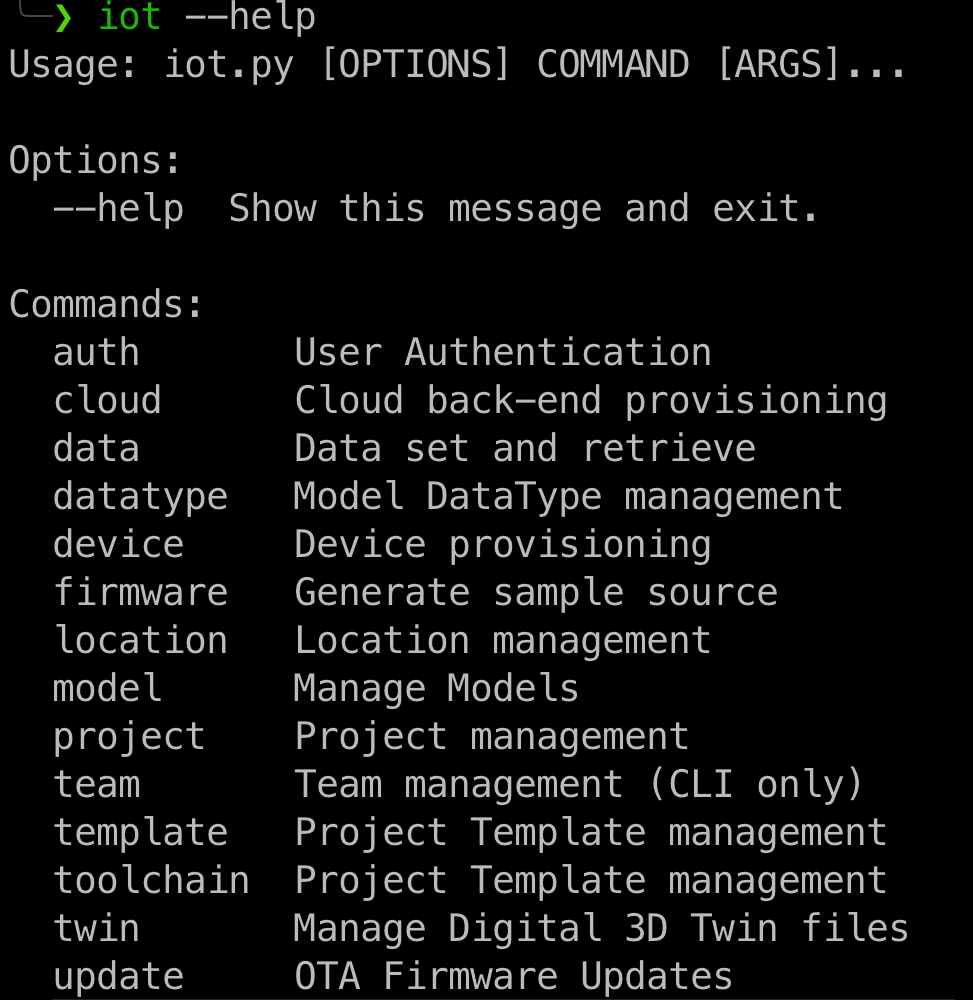 ❯ iot --help
Usage: iot.py [OPTIONS] COMMAND [ARGS]...
Options:
--help  Show this message and exit.
Commands:
auth       User Authentication
cloud      Cloud back-end provisioning
data       Data set and retrieve
datatype   Model DataType management
device     Device provisioning
firmware   Generate sample source
location   Location management
model      Manage Models
project    Project management
team       Team management (CLI only)
template   Project Template management
toolchain  Project Template management
twin       Manage Digital 3D Twin files
update     OTA Firmware Updates